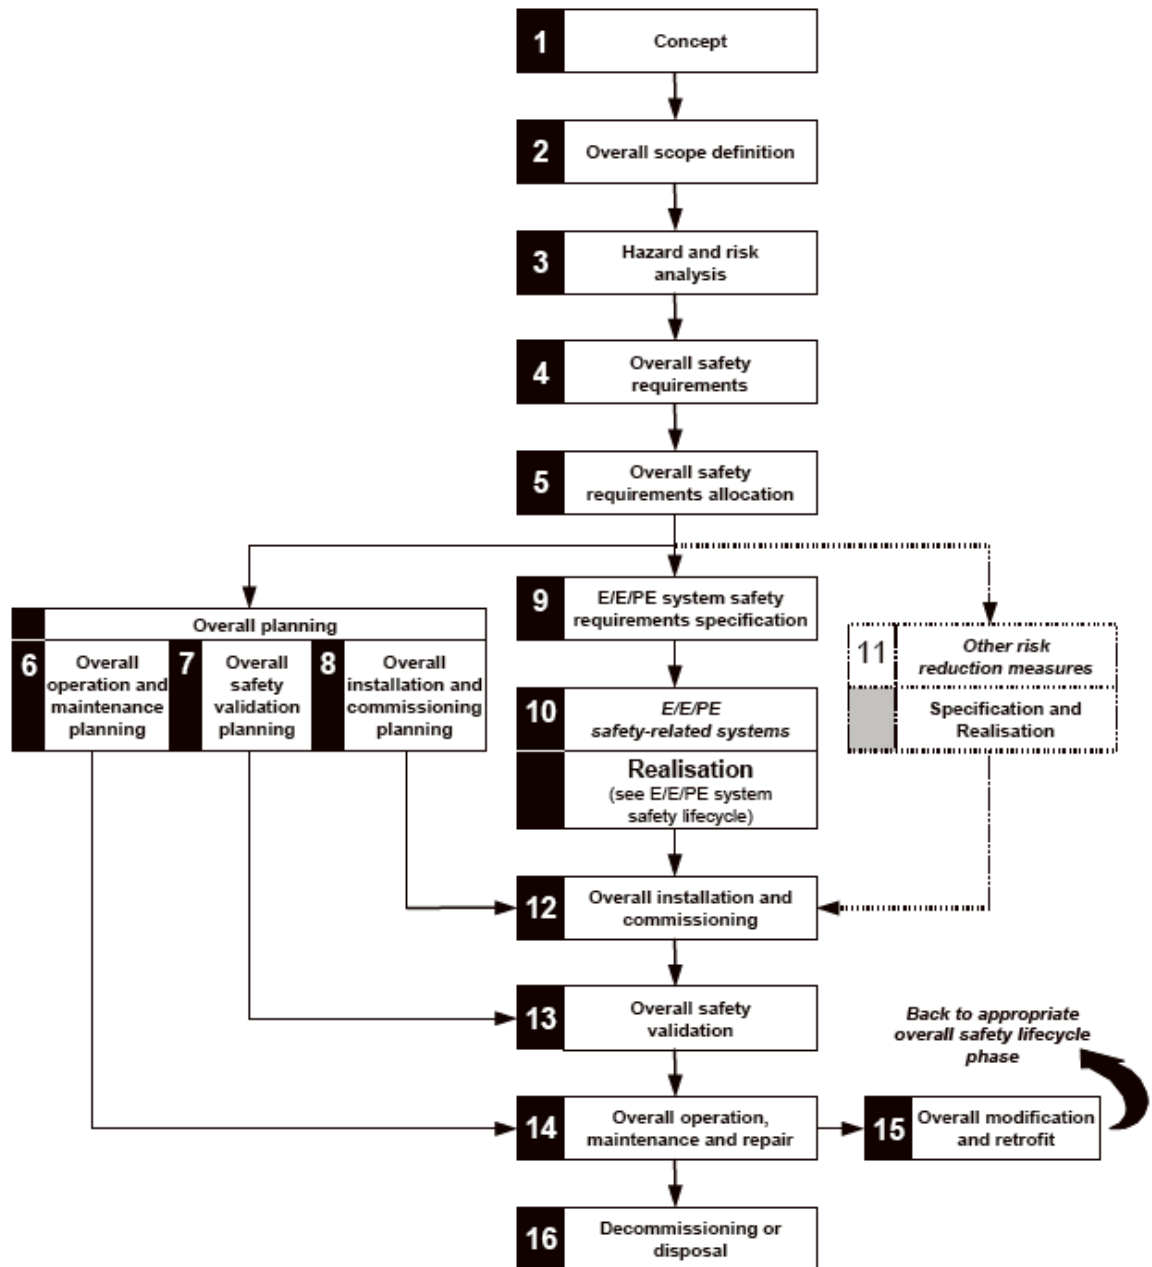 1
Concept
2
Overall scope definition
3
Hazard and risk
analysis
4
Overall safety
requirements
5
Overall safety
requirements allocation
Overall planning
6
Overall
operation and
maintenance
planning
7
Overall
safety
validation
planning
8
Overall
installation and
commissioning
planning
9
E/E/PE system safety
requirements specification
10
E/E/PE
safety-related systems
Realisation
(see E/E/PE system
safety lifecycle)
11
Other risk
reduction measures
Specification and
Realisation
12
Overall installation and
commissioning
13
Overall safety
validation
Back to appropriate
overall safety lifecycle
phase
14
Overall operation,
maintenance and repair
15
Overall modification
and retrofit
16
Decommissioning or
disposal